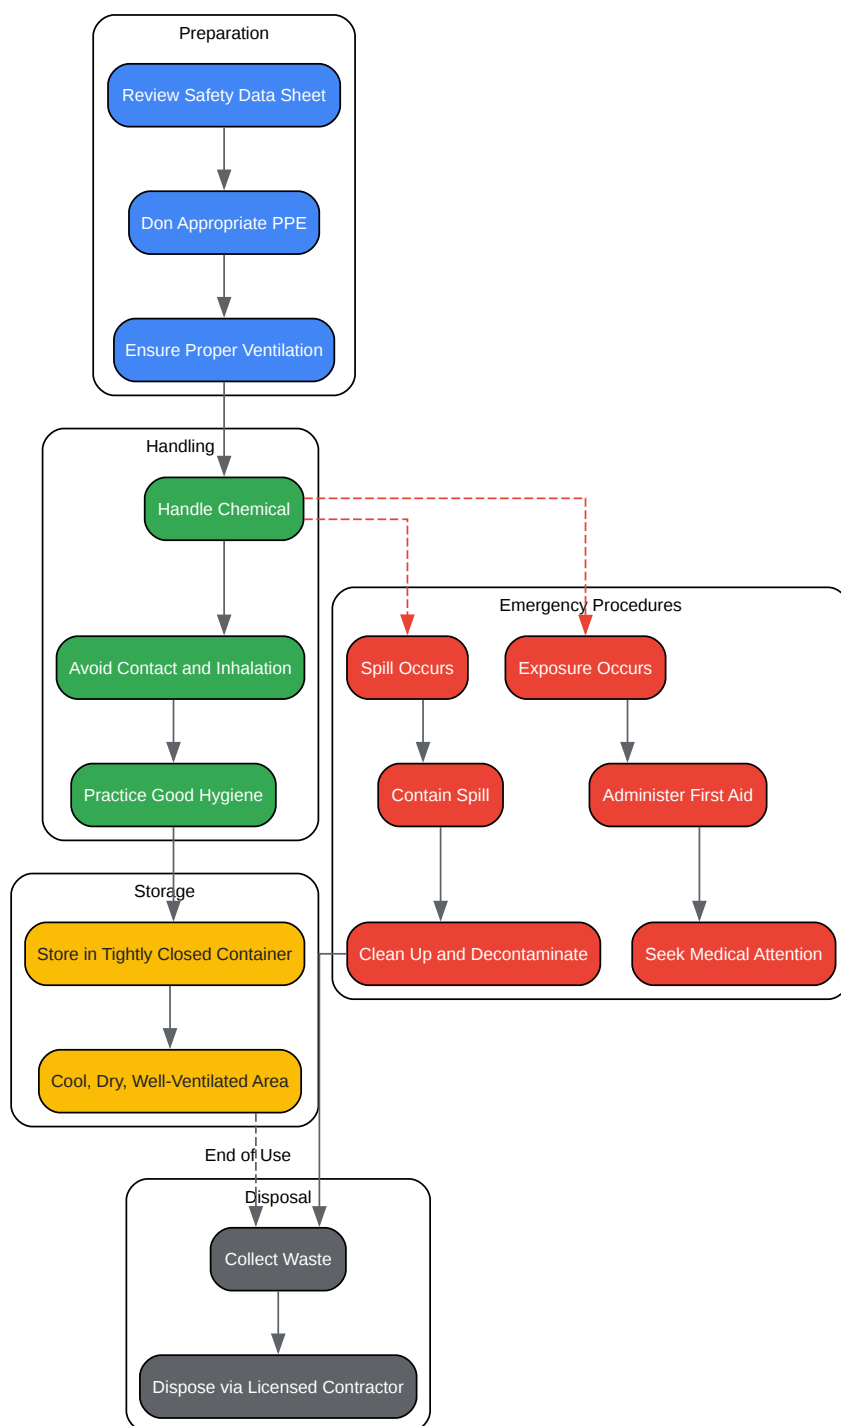 Preparation
Review Safety Data Sheet
Don Appropriate PPE
Ensure Proper Ventilation
Handling
Handle Chemical
Avoid Contact and Inhalation
Practice Good Hygiene
Emergency Procedures
Spill Occurs
Exposure Occurs
Contain Spill
Administer First Aid
Clean Up and Decontaminate
Seek Medical Attention
Storage
Store in Tightly Closed Container
Cool, Dry, Well-Ventilated Area
End of Use
Disposal
Collect Waste
Dispose via Licensed Contractor